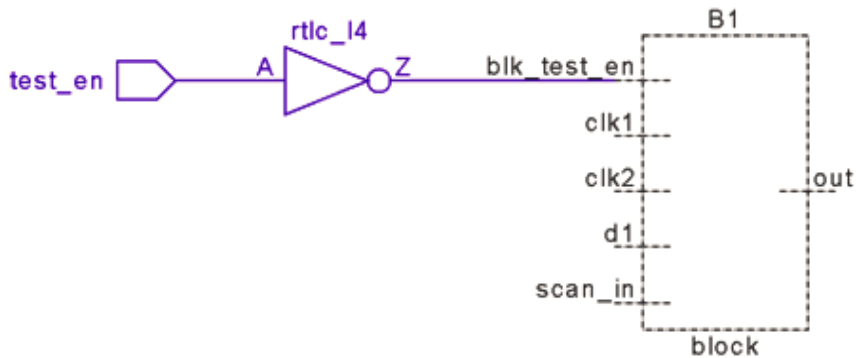 B1
rtlc_I4
test_en
A
Z
blk_test_en
clk1
clk2
out
d1
scan_in
block